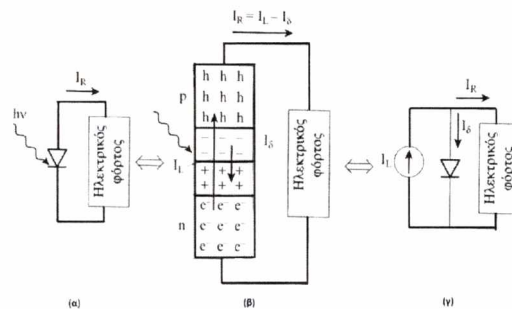 I_R = I_L – I_δ
I_R
hν
Ηλεκτρικός
φόρτος
p
h h h
h h h
h h h
– – –
– – –
I_L
I_δ
+ + +
+ + +
n
e⁻ e⁻ e⁻
e⁻ e⁻ e⁻
e⁻ e⁻ e⁻
Ηλεκτρικός
φόρτος
I_R
I_L
I_δ
Ηλεκτρικός
φόρτος
(α)
(β)
(γ)